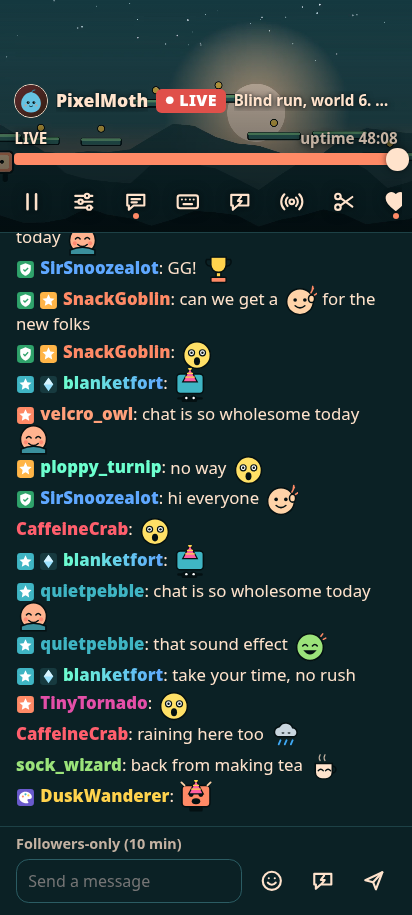 PixelMoth LIVE Blind run, world 6. ...
LIVE uptime 48:08
today
SirSnoozealot: GG!
SnackGoblin: can we get a for the
new folks
SnackGoblin:
blanketfort:
velcro_owl: chat is so wholesome today
ploppy_turnip: no way
SirSnoozealot: hi everyone
CaffeineCrab:
blanketfort:
quietpebble: chat is so wholesome today
quietpebble: that sound effect
blanketfort: take your time, no rush
TinyTornado:
CaffeineCrab: raining here too
sock_wizard: back from making tea
DuskWanderer:
Followers-only (10 min)
Send a message